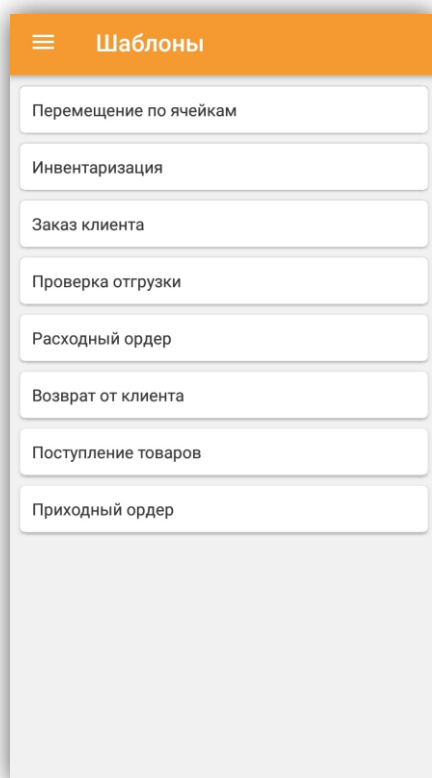 Шаблоны
Перемещение по ячейкам
Инвентаризация
Заказ клиента
Проверка отгрузки
Расходный ордер
Возврат от клиента
Поступление товаров
Приходный ордер